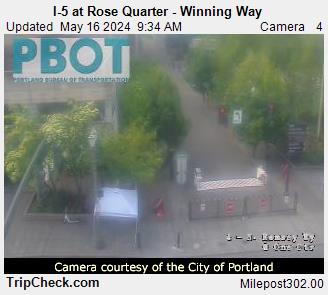 I-5 at Rose Quarter - Winning Way
Updated May 16 2024 9:34 AM Camera 4
PBOT
PORTLAND BUREAU OF TRANSPORTATION
Camera courtesy of the City of Portland
TripCheck.com Milepost302.00